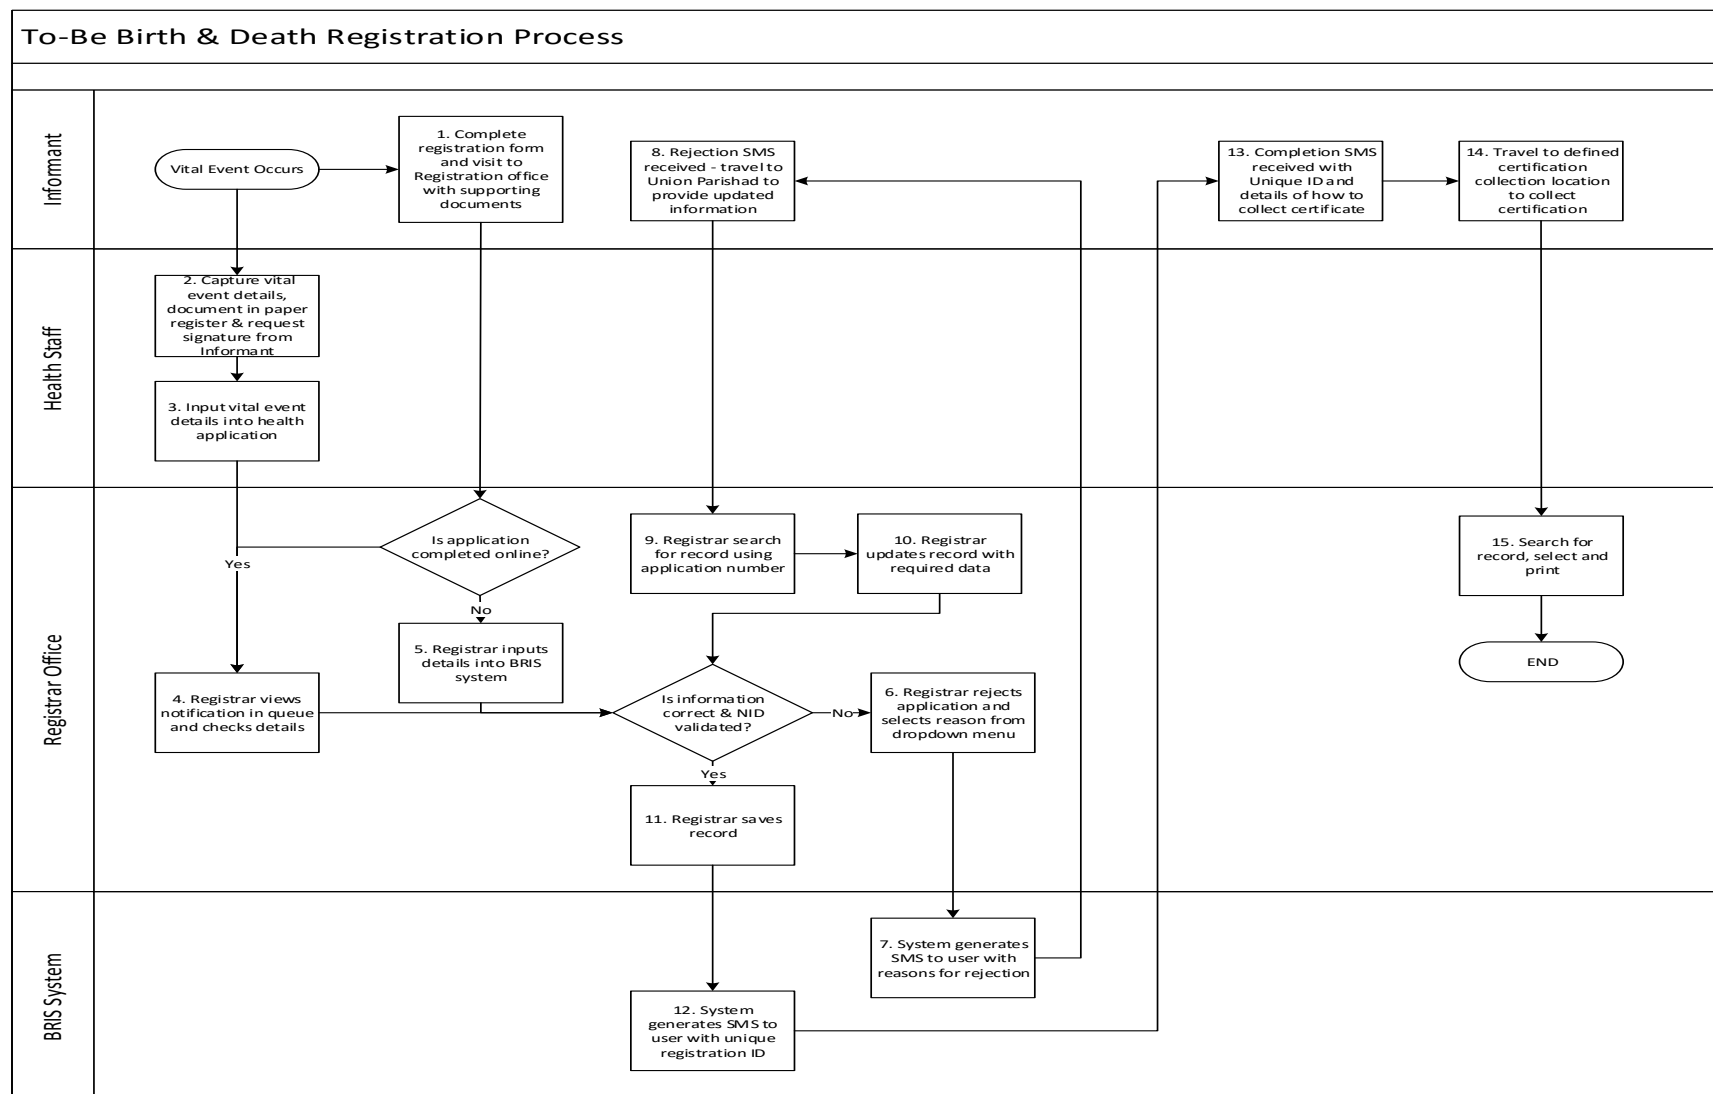 To-Be Birth & Death Registration Process
Informant
Vital Event Occurs
1. Complete
registration form
and visit to
Registration office
with supporting
documents
8. Rejection SMS
received - travel to
Union Parishad to
provide updated
information
13. Completion SMS
received with
Unique ID and
details of how to
collect certificate
14. Travel to defined
certification
collection location
to collect
certification
Health Staff
2. Capture vital
event details,
document in paper
register & request
signature from
Informant
3. Input vital event
details into health
application
Registrar Office
Is application
completed online?
Yes
No
9. Registrar search
for record using
application number
10. Registrar
updates record with
required data
15. Search for
record, select and
print
END
5. Registrar inputs
details into BRIS
system
4. Registrar views
notification in queue
and checks details
Is information
correct & NID
validated?
No
6. Registrar rejects
application and
selects reason from
dropdown menu
Yes
11. Registrar saves
record
BRIS System
7. System generates
SMS to user with
reasons for rejection
12. System
generates SMS to
user with unique
registration ID